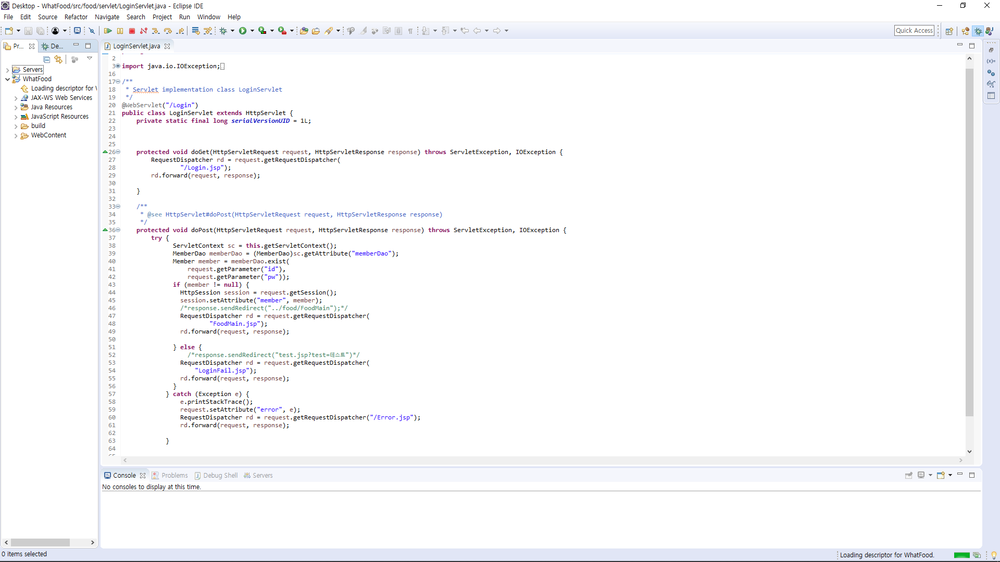 Desktop - WhatFood/src/food/servlet/LoginServlet.java - Eclipse IDE
File Edit Source Refactor Navigate Search Project Run Window Help
Quick Access
Pr... De...
LoginServlet.java
Servers
WhatFood
Loading descriptor for
JAX-WS Web Services
Java Resources
JavaScript Resources
build
WebContent
2
3 import java.io.IOException;
16
17 /**
18 * Servlet implementation class LoginServlet
19 */
20 @WebServlet("/Login")
21 public class LoginServlet extends HttpServlet {
22 private static final long serialVersionUID = 1L;
23
24
25
26 protected void doGet(HttpServletRequest request, HttpServletResponse response) throws ServletException, IOException {
27 RequestDispatcher rd = request.getRequestDispatcher(
28 "/Login.jsp");
29 rd.forward(request, response);
30
31 }
32
33 /**
34 * @see HttpServlet#doPost(HttpServletRequest request, HttpServletResponse response)
35 */
36 protected void doPost(HttpServletRequest request, HttpServletResponse response) throws ServletException, IOException {
37 try {
38 ServletContext sc = this.getServletContext();
39 MemberDao memberDao = (MemberDao)sc.getAttribute("memberDao");
40 Member member = memberDao.exist(
41 request.getParameter("id"),
42 request.getParameter("pw"));
43 if (member != null) {
44 HttpSession session = request.getSession();
45 session.setAttribute("member", member);
46 /*response.sendRedirect("../food/FoodMain");*/
47 RequestDispatcher rd = request.getRequestDispatcher(
48 "FoodMain.jsp");
49 rd.forward(request, response);
50
51 } else {
52 /*response.sendRedirect("test.jsp?test=테스트")*/
53 RequestDispatcher rd = request.getRequestDispatcher(
54 "LoginFail.jsp");
55 rd.forward(request, response);
56 }
57 } catch (Exception e) {
58 e.printStackTrace();
59 request.setAttribute("error", e);
60 RequestDispatcher rd = request.getRequestDispatcher("/Error.jsp");
61 rd.forward(request, response);
62
63 }
64
Console Problems Debug Shell Servers
No consoles to display at this time.
0 items selected
Loading descriptor for WhatFood.